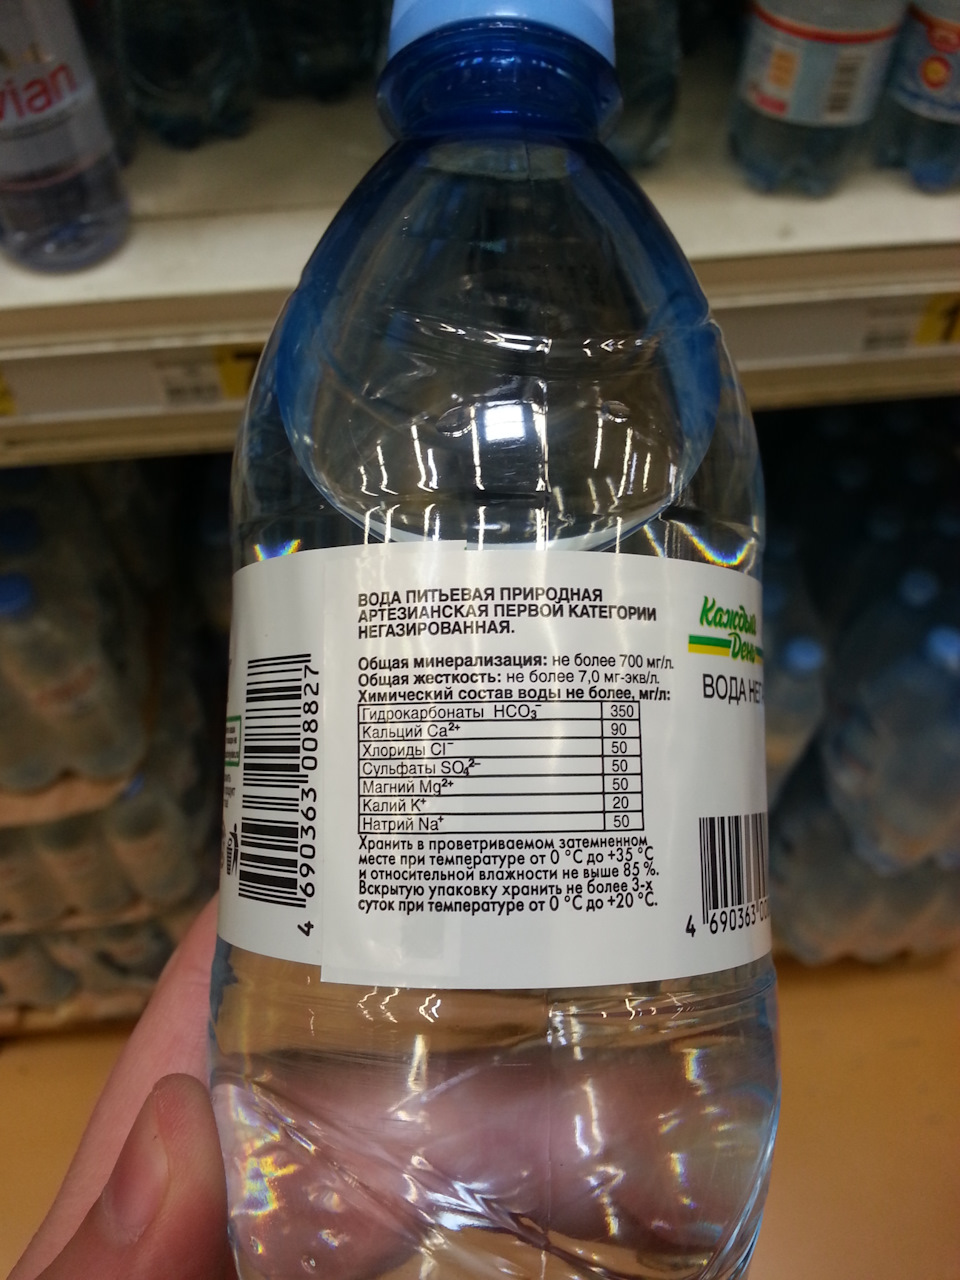 vian
ВОДА ПИТЬЕВАЯ ПРИРОДНАЯ
АРТЕЗИАНСКАЯ ПЕРВОЙ КАТЕГОРИИ
НЕГАЗИРОВАННАЯ.
Общая минерализация: не более 700 мг/л.
Общая жесткость: не более 7,0 мг-экв/л.
Химический состав воды не более, мг/л:
Гидрокарбонаты HCO₃⁻ 350
Кальций Ca²⁺ 90
Хлориды Cl⁻ 50
Сульфаты SO₄²⁻ 50
Магний Mg²⁺ 50
Калий K⁺ 20
Натрий Na⁺ 50
Хранить в проветриваемом затемненном
месте при температуре от 0 °C до +35 °C
и относительной влажности не выше 85 %.
Вскрытую упаковку хранить не более 3-х
суток при температуре от 0 °C до +20 °C.
4 690363 008827
Каждый
День
ВОДА НЕГ
4 690363 00